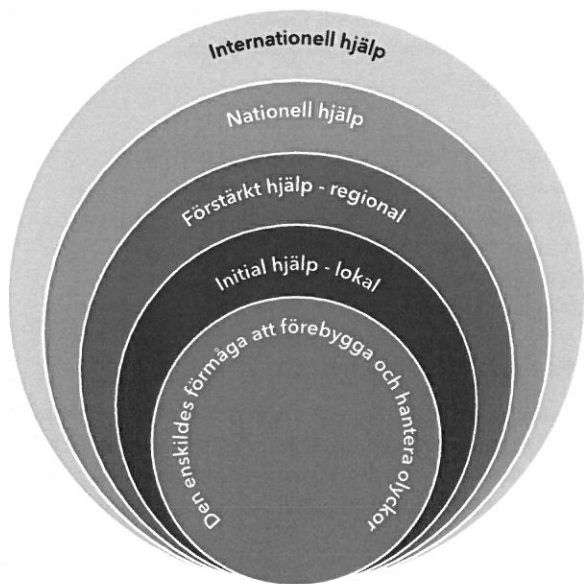 Internationell hjälp
Nationell hjälp
Förstärkt hjälp - regional
Initial hjälp - lokal
Den enskildes förmåga att förebygga och hantera olyckor